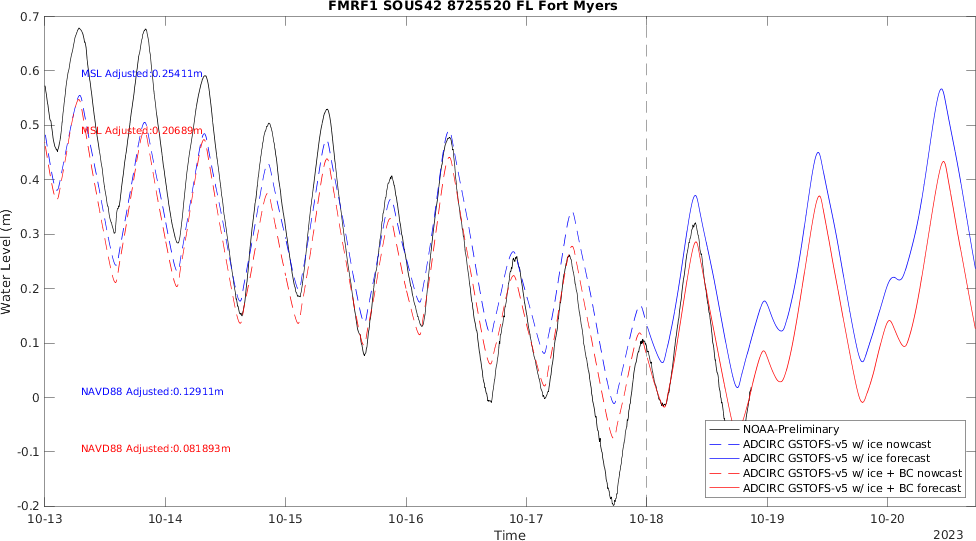 FMRF1 SOUS42 8725520 FL Fort Myers
0.7
0.6
0.5
0.4
0.3
0.2
0.1
0
-0.1
-0.2
Water Level (m)
MSL Adjusted:0.25411m
MSL Adjusted:0.20689m
NAVD88 Adjusted:0.12911m
NAVD88 Adjusted:0.081893m
NOAA-Preliminary
ADCIRC GSTOFS-v5 w/ ice nowcast
ADCIRC GSTOFS-v5 w/ ice forecast
ADCIRC GSTOFS-v5 w/ ice + BC nowcast
ADCIRC GSTOFS-v5 w/ ice + BC forecast
10-13 10-14 10-15 10-16 10-17 10-18 10-19 10-20
Time
2023